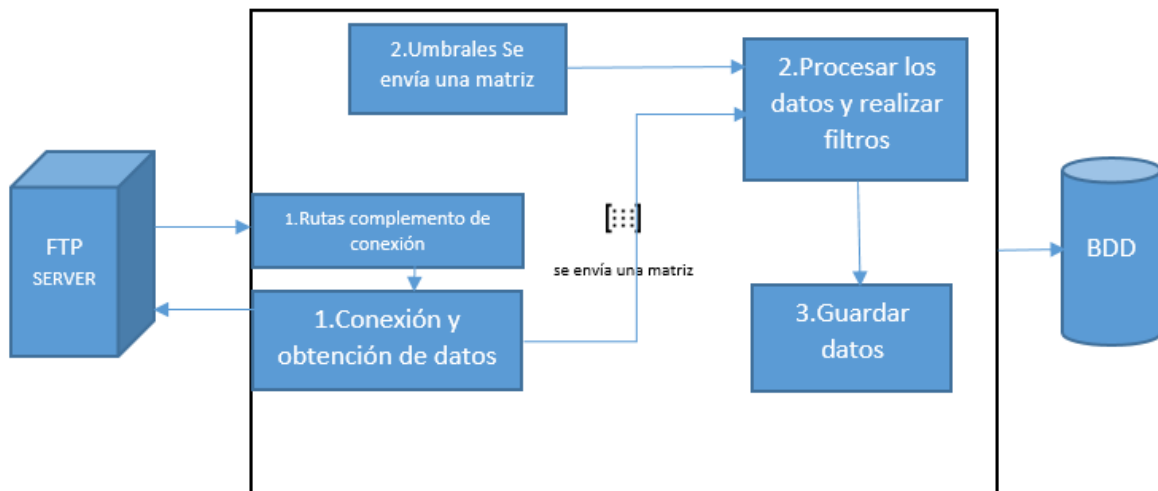 2.Umbrales Se
envía una matriz
2.Procesar los
datos y realizar
filtros
FTP
SERVER
1.Rutas complemento de
conexión
se envía una matriz
1.Conexión y
obtención de datos
3.Guardar
datos
BDD